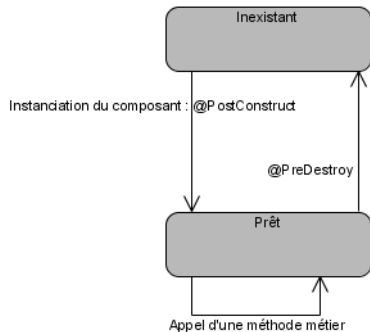 Inexistant
Instanciation du composant : @PostConstruct
@PreDestroy
Prêt
Appel d'une méthode métier